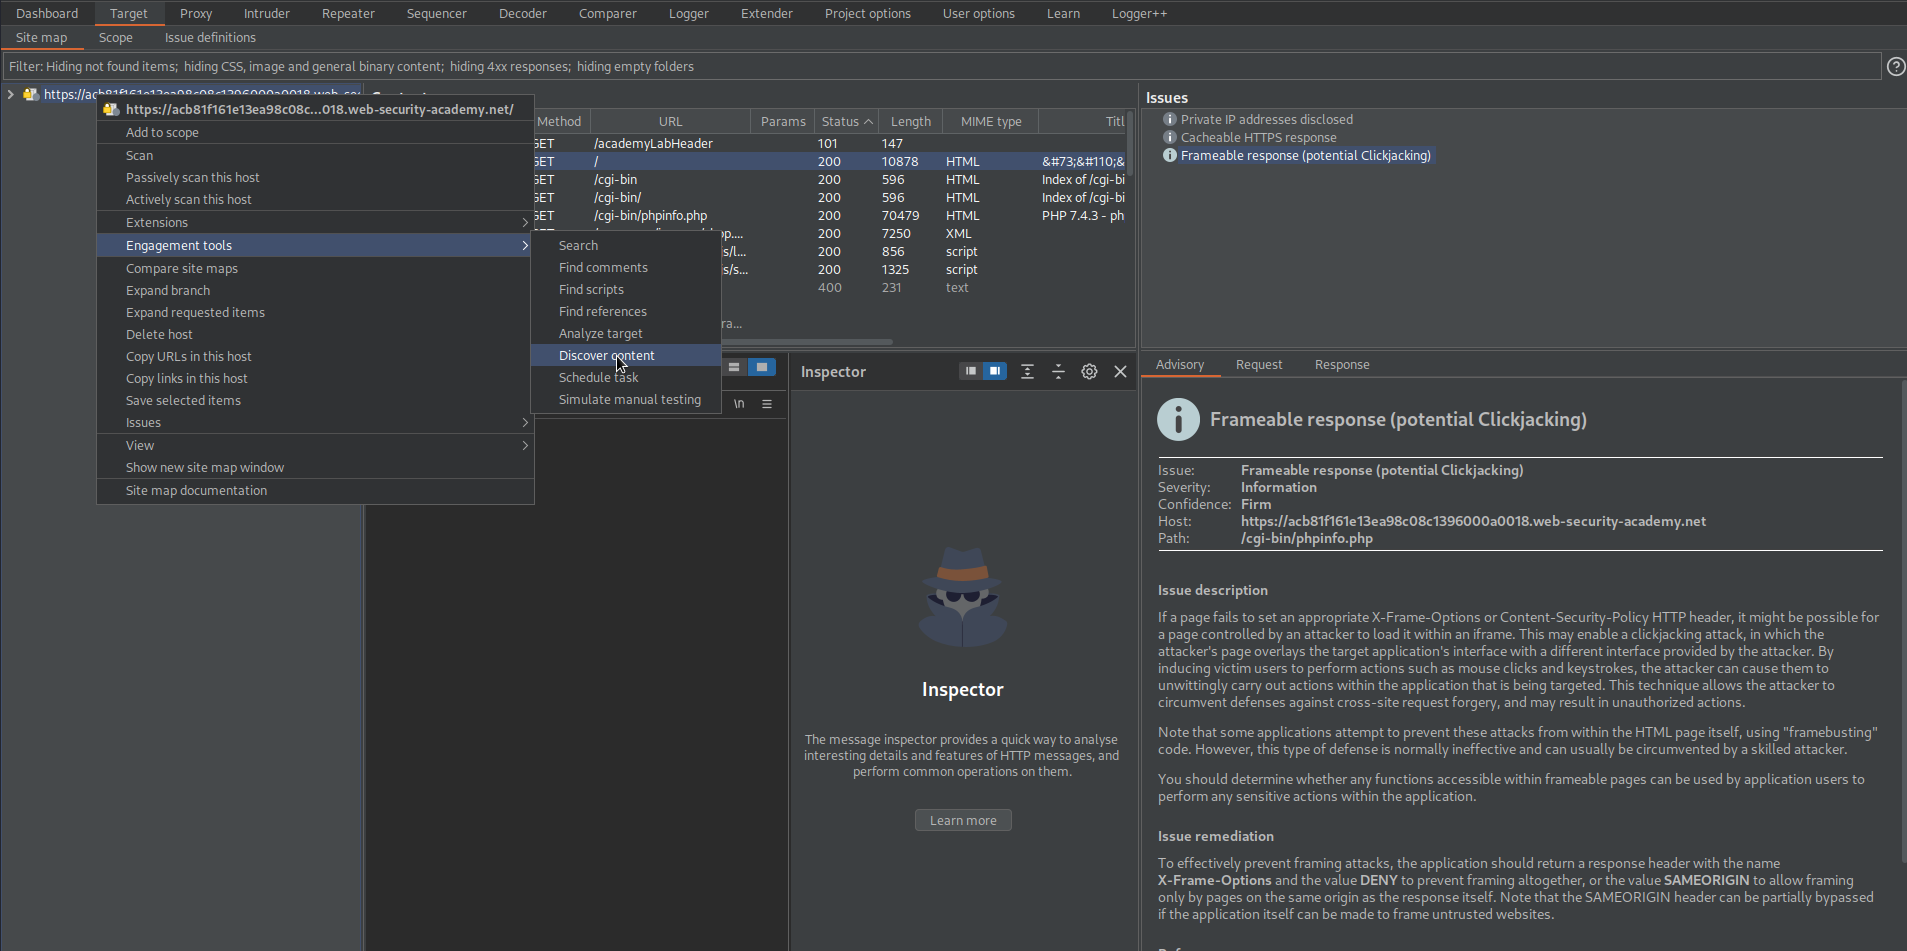 Dashboard Target Proxy Intruder Repeater Sequencer Decoder Comparer Logger Extender Project options User options Learn Logger++
Site map Scope Issue definitions
Filter: Hiding not found items; hiding CSS, image and general binary content; hiding 4xx responses; hiding empty folders
https://acb81f161e13ea98c08c1396000a0018.web-se
https://acb81f161e13ea98c08c...018.web-security-academy.net/
Add to scope
Scan
Passively scan this host
Actively scan this host
Extensions
Engagement tools
Compare site maps
Expand branch
Expand requested items
Delete host
Copy URLs in this host
Copy links in this host
Save selected items
Issues
View
Show new site map window
Site map documentation
Search
Find comments
Find scripts
Find references
Analyze target
Discover content
Schedule task
Simulate manual testing
Method URL Params Status Length MIME type Titl
GET /academyLabHeader 101 147
GET / 200 10878 HTML &#73;&#110;&
GET /cgi-bin 200 596 HTML Index of /cgi-bi
GET /cgi-bin/ 200 596 HTML Index of /cgi-bi
GET /cgi-bin/phpinfo.php 200 70479 HTML PHP 7.4.3 - ph
op.... 200 7250 XML
s/l... 200 856 script
s/s... 200 1325 script
400 231 text
ra...
\n
Inspector
Inspector
The message inspector provides a quick way to analyse
interesting details and features of HTTP messages, and
perform common operations on them.
Learn more
Issues
Private IP addresses disclosed
Cacheable HTTPS response
Frameable response (potential Clickjacking)
Advisory Request Response
Frameable response (potential Clickjacking)
Issue: Frameable response (potential Clickjacking)
Severity: Information
Confidence: Firm
Host: https://acb81f161e13ea98c08c1396000a0018.web-security-academy.net
Path: /cgi-bin/phpinfo.php
Issue description
If a page fails to set an appropriate X-Frame-Options or Content-Security-Policy HTTP header, it might be possible for
a page controlled by an attacker to load it within an iframe. This may enable a clickjacking attack, in which the
attacker's page overlays the target application's interface with a different interface provided by the attacker. By
inducing victim users to perform actions such as mouse clicks and keystrokes, the attacker can cause them to
unwittingly carry out actions within the application that is being targeted. This technique allows the attacker to
circumvent defenses against cross-site request forgery, and may result in unauthorized actions.
Note that some applications attempt to prevent these attacks from within the HTML page itself, using "framebusting"
code. However, this type of defense is normally ineffective and can usually be circumvented by a skilled attacker.
You should determine whether any functions accessible within frameable pages can be used by application users to
perform any sensitive actions within the application.
Issue remediation
To effectively prevent framing attacks, the application should return a response header with the name
X-Frame-Options and the value DENY to prevent framing altogether, or the value SAMEORIGIN to allow framing
only by pages on the same origin as the response itself. Note that the SAMEORIGIN header can be partially bypassed
if the application itself can be made to frame untrusted websites.